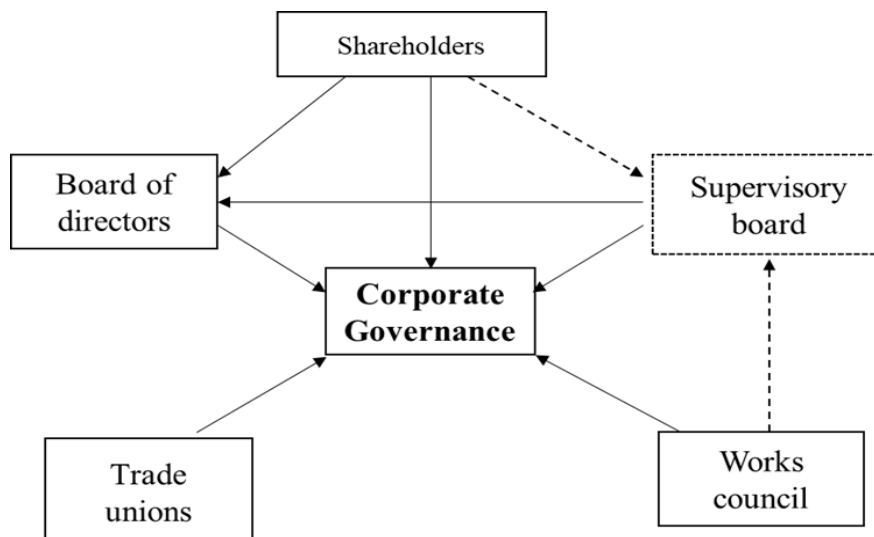 Shareholders
Board of
directors
Supervisory
board
Corporate
Governance
Trade
unions
Works
council